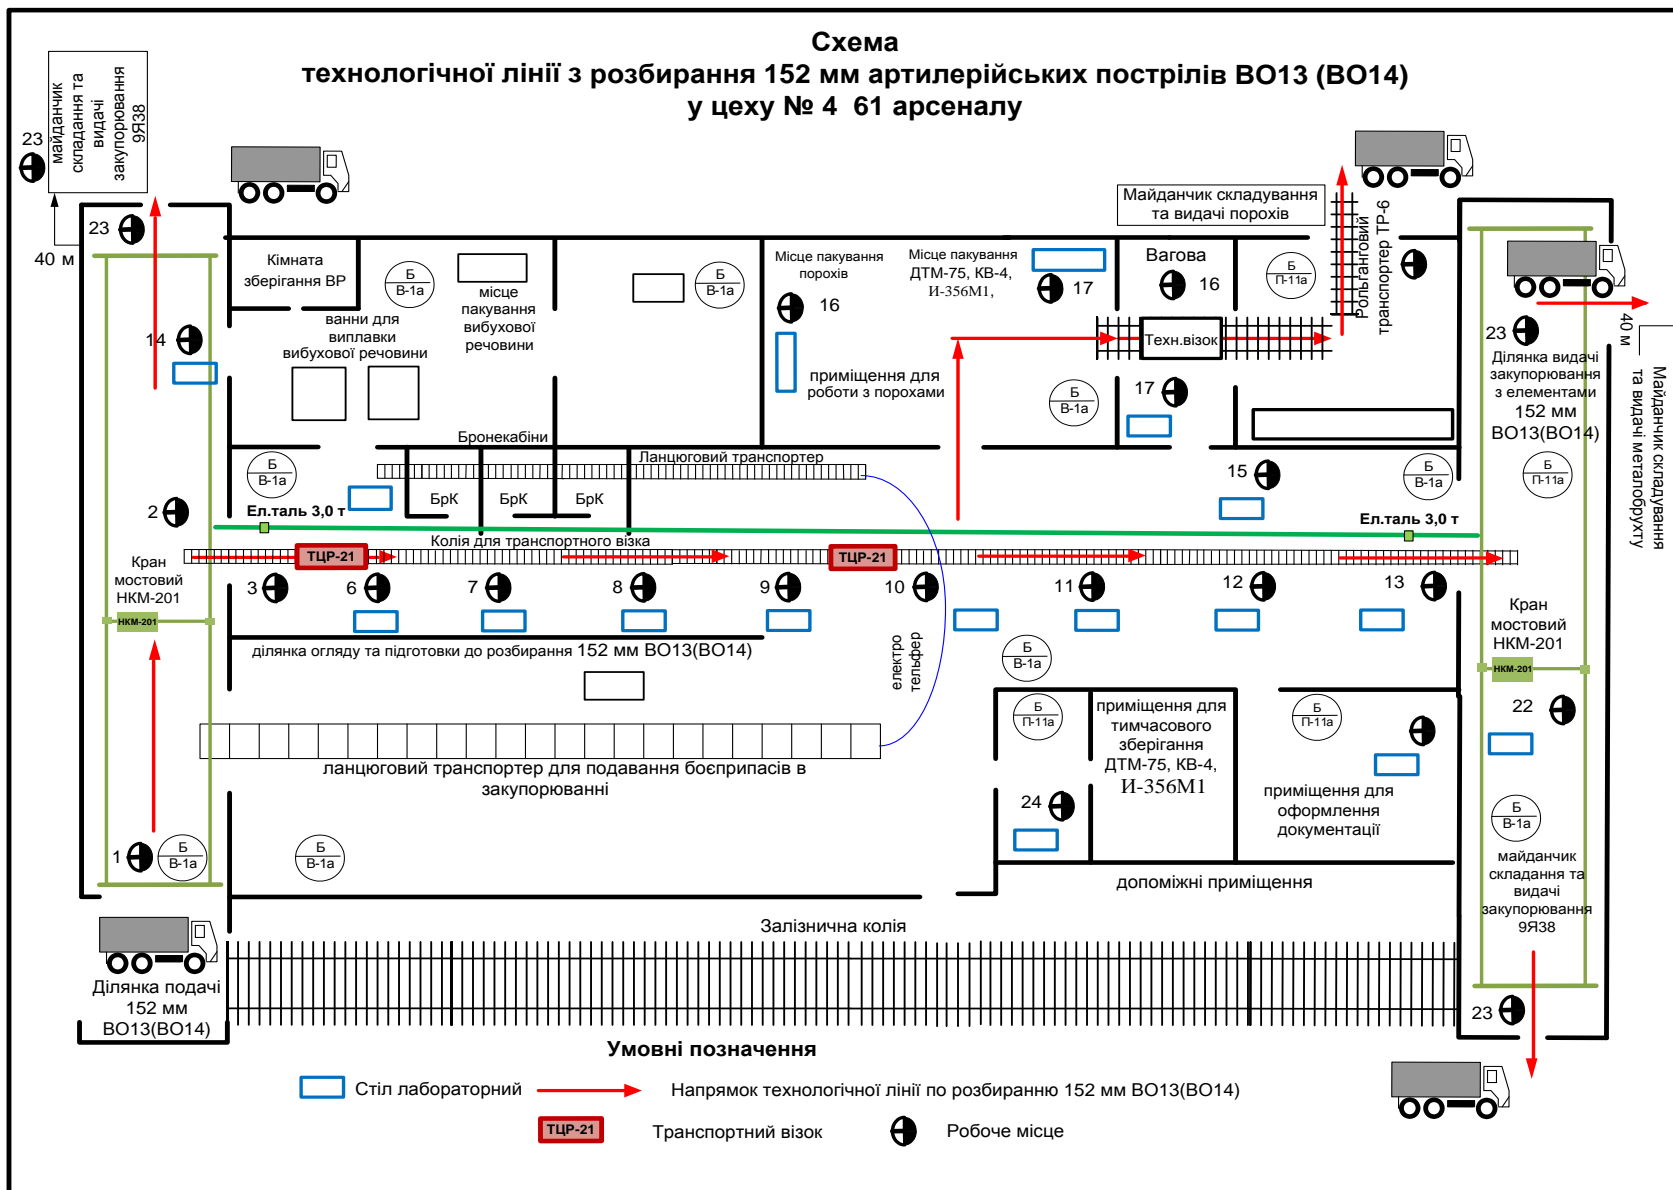 Схема
технологічної лінії з розбирання 152 мм артилерійських пострілів ВО13 (ВО14)
у цеху № 4 61 арсеналу
майданчик
складання та
видачі
закупорювання
9Я38
23
23
40 м
Кімната
зберігання ВР
Б
В-1а
місце
пакування
вибухової
речовини
ванни для
виплавки
вибухової речовини
14
Б
В-1а
Місце пакування
порохів
16
приміщення для
роботи з порохами
Місце пакування
ДТМ-75, КВ-4,
И-356М1,
17
Майданчик складування
та видачі порохів
Вагова
16
Б
П-11а
Рольганговий
транспортер ТР-6
Техн.візок
17
Б
В-1а
23
40 м
Ділянка видачі
закупорювання
з елементами
152 мм
ВО13(ВО14)
Майданчик складування
та видачі металобрухту
Бронекабіни
Ланцюговий транспортер
Б
В-1а
БрК
БрК
БрК
15
Б
В-1а
Б
П-11а
2
Ел.таль 3,0 т
Ел.таль 3,0 т
Колія для транспортного візка
ТЦР-21
ТЦР-21
Кран
мостовий
НКМ-201
НКМ-201
3
6
7
8
9
10
11
12
13
Кран
мостовий
НКМ-201
НКМ-201
ділянка огляду та підготовки до розбирання 152 мм ВО13(ВО14)
електро
тельфер
Б
В-1а
Б
П-11а
приміщення для
тимчасового
зберігання
ДТМ-75, КВ-4,
И-356М1
Б
П-11а
22
ланцюговий транспортер для подавання боєприпасів в
закупорюванні
24
приміщення для
оформлення
документації
Б
В-1а
1
Б
В-1а
Б
В-1а
майданчик
складання та
видачі
закупорювання
9Я38
допоміжні приміщення
Залізнична колія
Ділянка подачі
152 мм
ВО13(ВО14)
23
Умовні позначення
Стіл лабораторний
Напрямок технологічної лінії по розбиранню 152 мм ВО13(ВО14)
ТЦР-21
Транспортний візок
Робоче місце